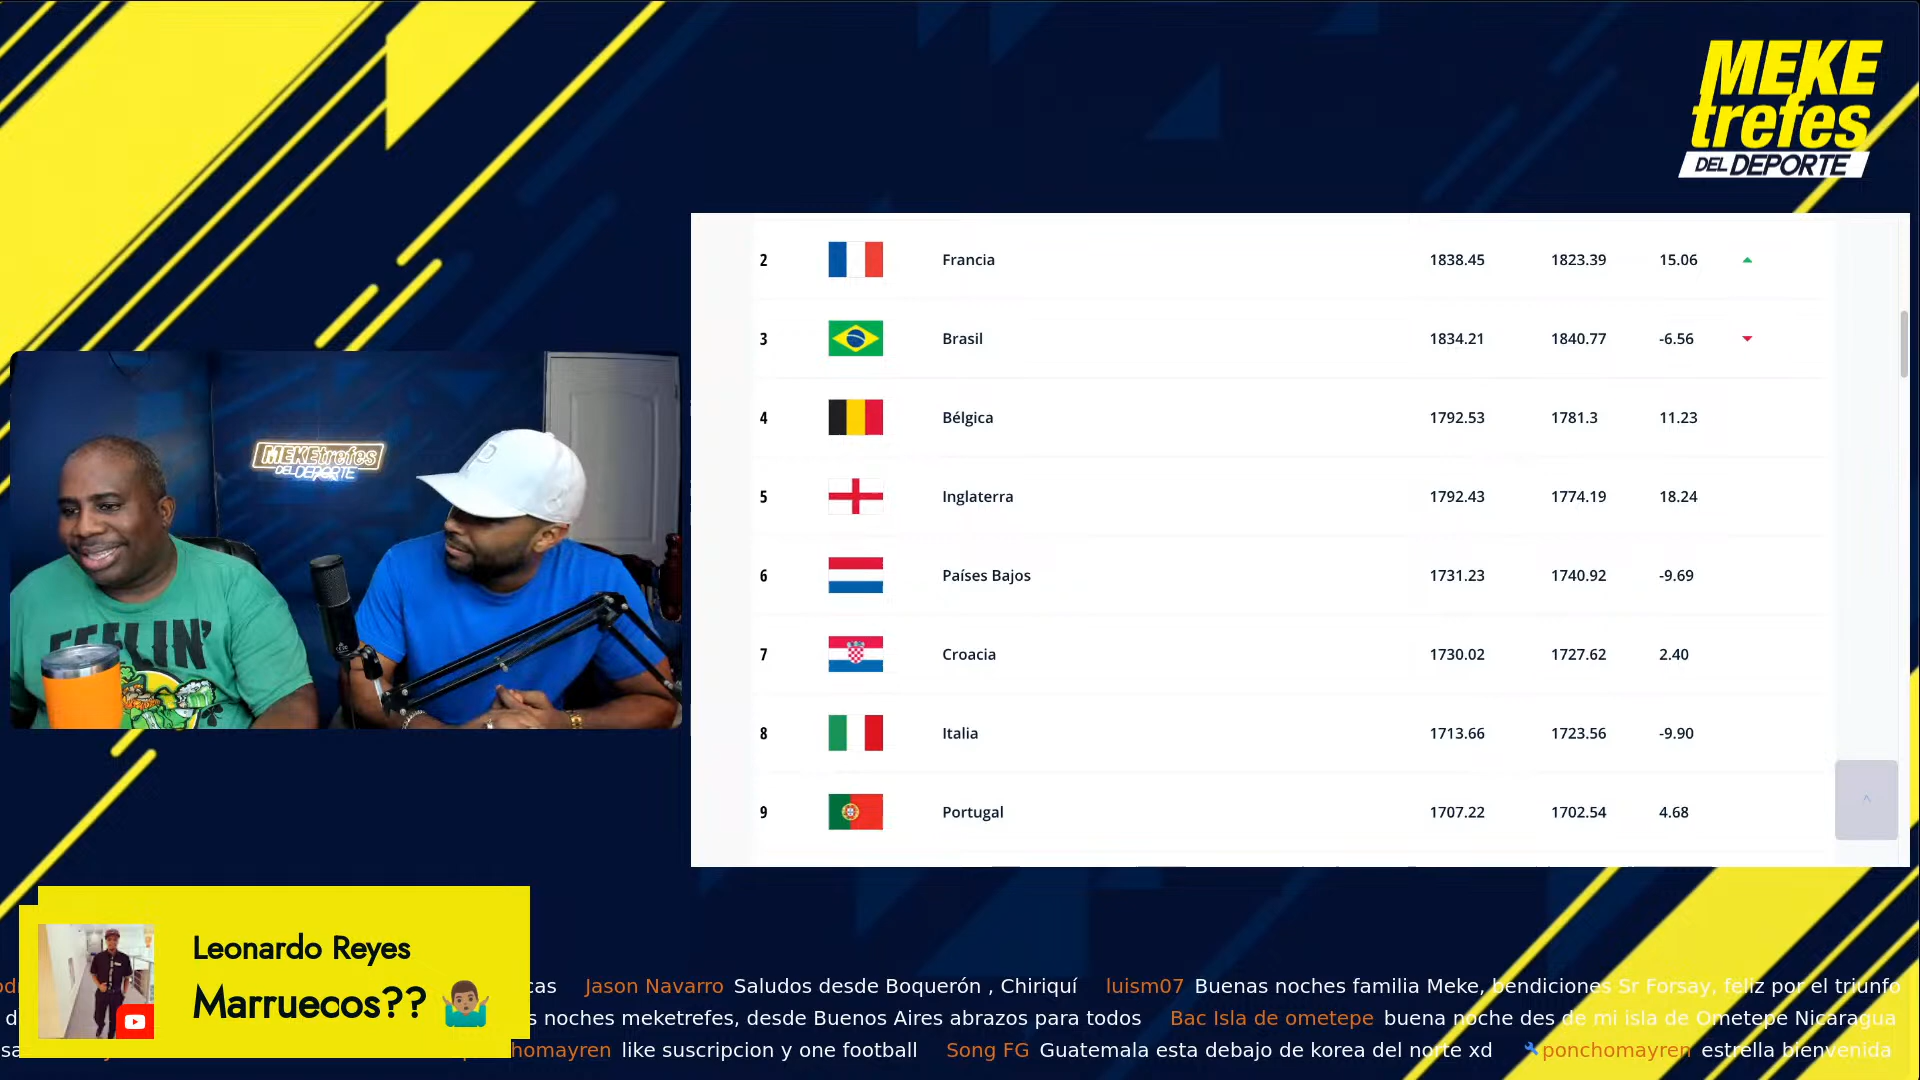 MEKE
trefes
DEL DEPORTE
2 Francia 1838.45 1823.39 15.06
3 Brasil 1834.21 1840.77 -6.56
4 Bélgica 1792.53 1781.3 11.23
5 Inglaterra 1792.43 1774.19 18.24
6 Países Bajos 1731.23 1740.92 -9.69
7 Croacia 1730.02 1727.62 2.40
8 Italia 1713.66 1723.56 -9.90
9 Portugal 1707.22 1702.54 4.68
MEKEtrefes
DEL DEPORTE
FEELIN'
Leonardo Reyes
Marruecos??
cas Jason Navarro Saludos desde Boquerón , Chiriquí luism07 Buenas noches familia Meke, bendiciones Sr Forsay, feliz por el triunfo
s noches meketrefes, desde Buenos Aires abrazos para todos Bac Isla de ometepe buena noche des de mi isla de Ometepe Nicaragua
homayren like suscripcion y one football Song FG Guatemala esta debajo de korea del norte xd ponchomayren estrella bienvenida